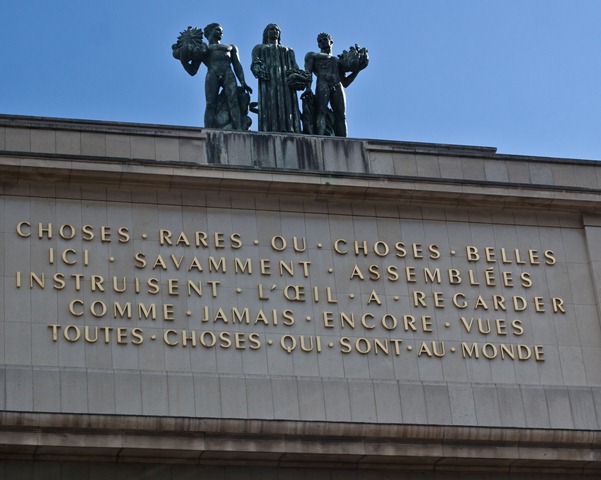 CHOSES · RARES · OU · CHOSES · BELLES
ICI · SAVAMMENT · ASSEMBLÉES
INSTRUISENT · L'ŒIL · A · REGARDER
COMME · JAMAIS · ENCORE · VUES
TOUTES · CHOSES · QUI · SONT · AU · MONDE